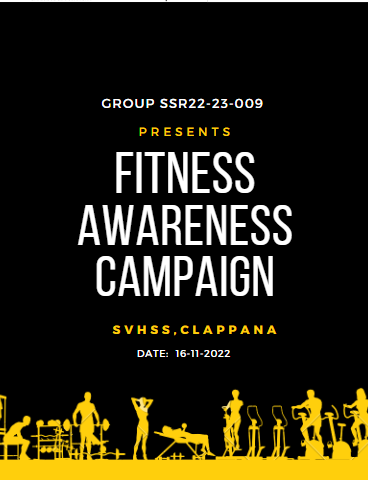 GROUP SSR22-23-009
PRESENTS
FITNESS
AWARENESS
CAMPAIGN
SVHSS,CLAPPANA
DATE: 16-11-2022